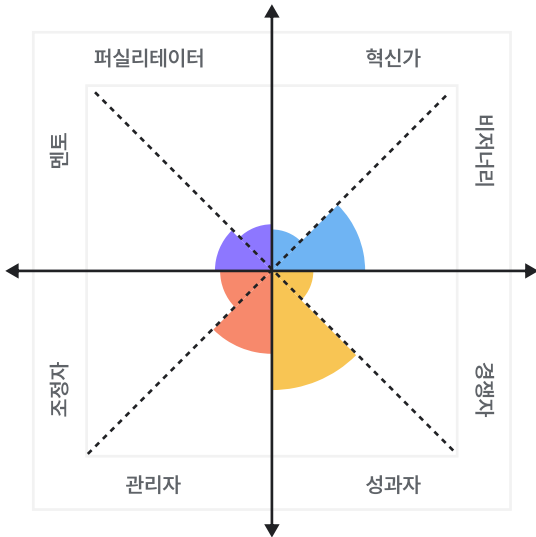 퍼실리테이터
혁신가
멘토
비저너리
조정자
경쟁자
관리자
성과자